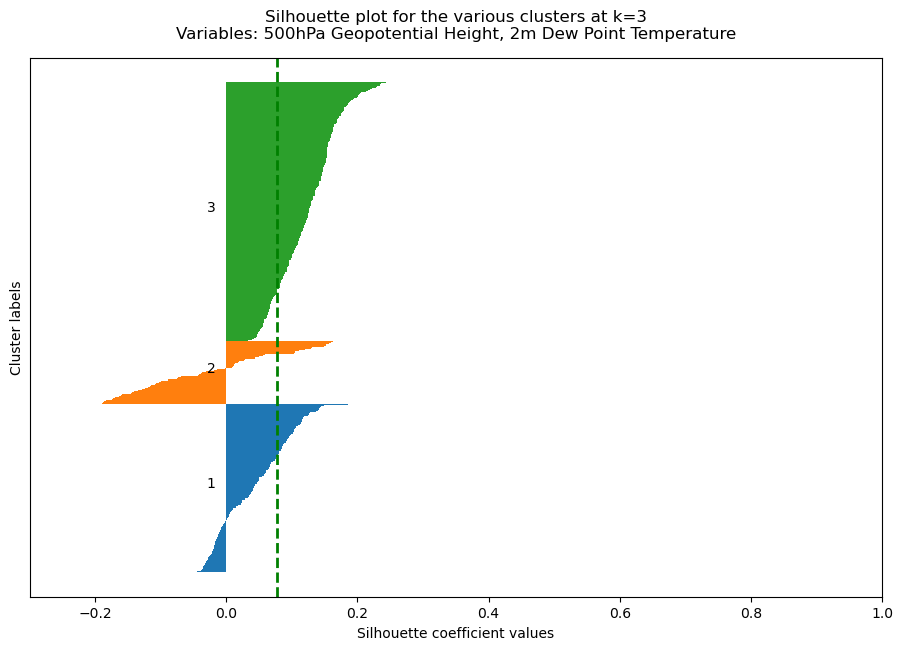 Silhouette plot for the various clusters at k=3
Variables: 500hPa Geopotential Height, 2m Dew Point Temperature
3
2
1
Cluster labels
−0.2 0.0 0.2 0.4 0.6 0.8 1.0
Silhouette coefficient values